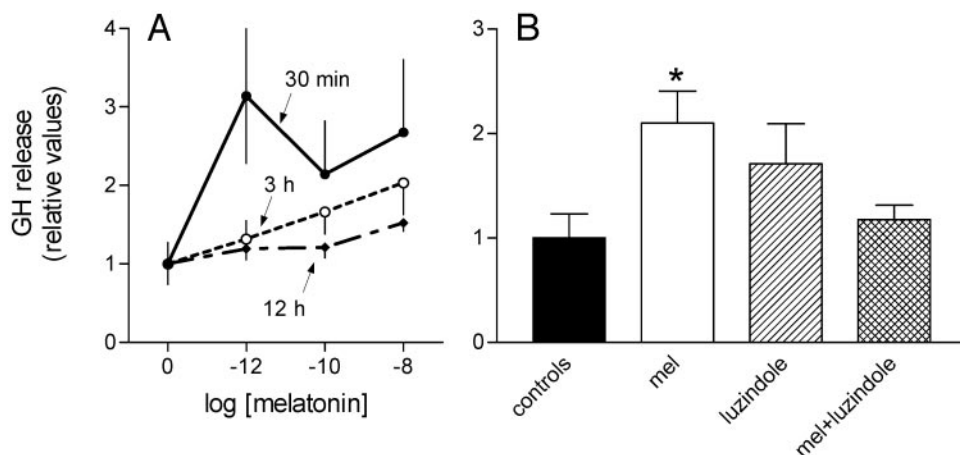 A
B
GH release
(relative values)
4
3
2
1
0
30 min
3 h
12 h
0
-12
-10
-8
log [melatonin]
3
2
1
0
*
controls
mel
luzindole
mel+luzindole